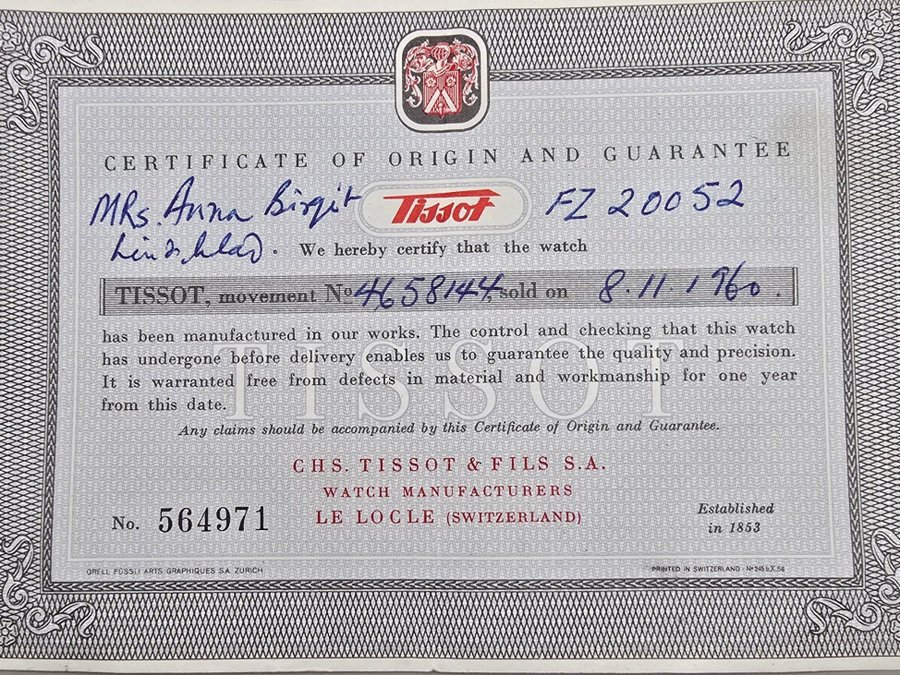 CERTIFICATE OF ORIGIN AND GUARANTEE
MRs. Anna Birgit Tissot FZ 20052
We hereby certify that the watch
TISSOT, movement No 4658144, sold on 8.11.1960.
has been manufactured in our works. The control and checking that this watch
has undergone before delivery enables us to guarantee the quality and precision.
It is warranted free from defects in material and workmanship for one year
from this date.
TISSOT
Any claims should be accompanied by this Certificate of Origin and Guarantee.
CHS. TISSOT & FILS S.A.
WATCH MANUFACTURERS
LE LOCLE (SWITZERLAND)
No. 564971
Established
in 1853
ORELL FÜSSLI ARTS GRAPHIQUES S.A. ZURICH
PRINTED IN SWITZERLAND - No 245 b X. 58